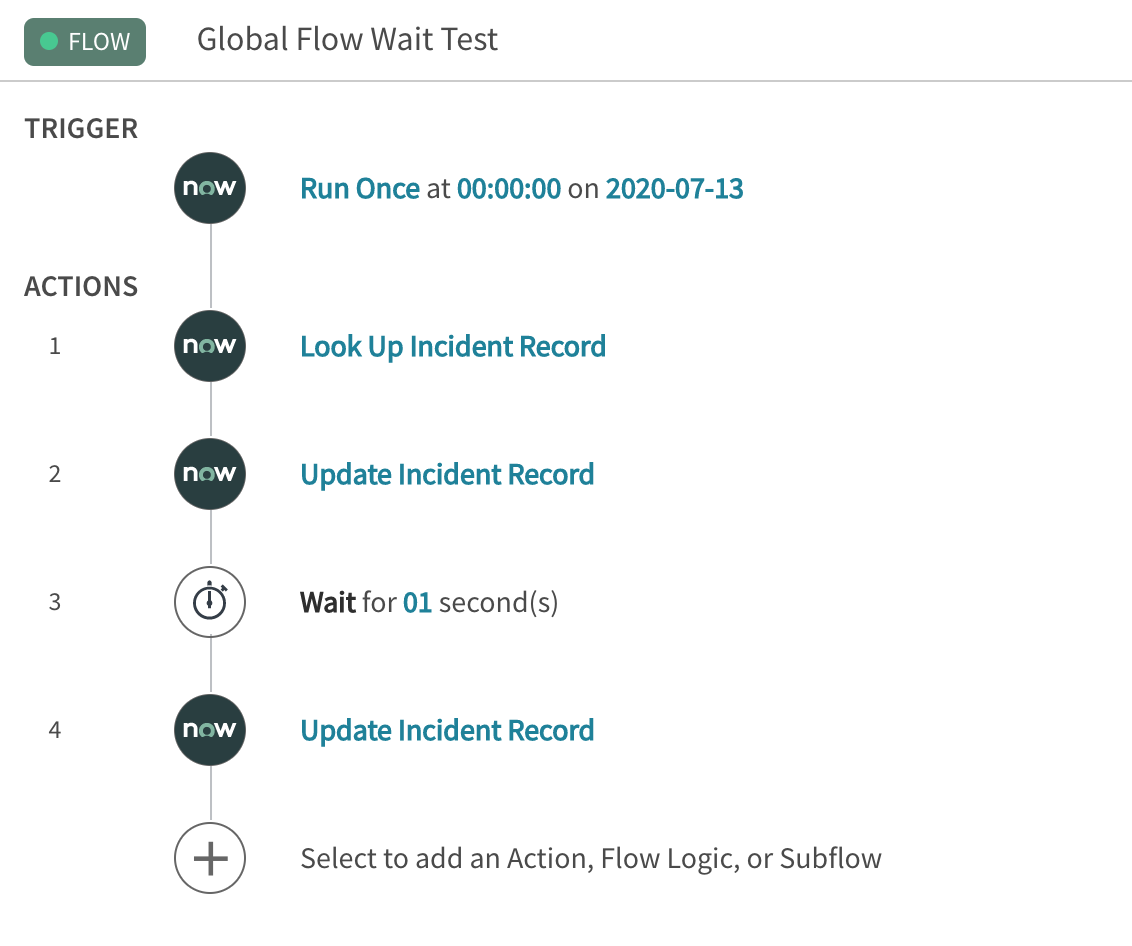 FLOW Global Flow Wait Test
TRIGGER
now Run Once at 00:00:00 on 2020-07-13
ACTIONS
1 now Look Up Incident Record
2 now Update Incident Record
3 Wait for 01 second(s)
4 now Update Incident Record
Select to add an Action, Flow Logic, or Subflow